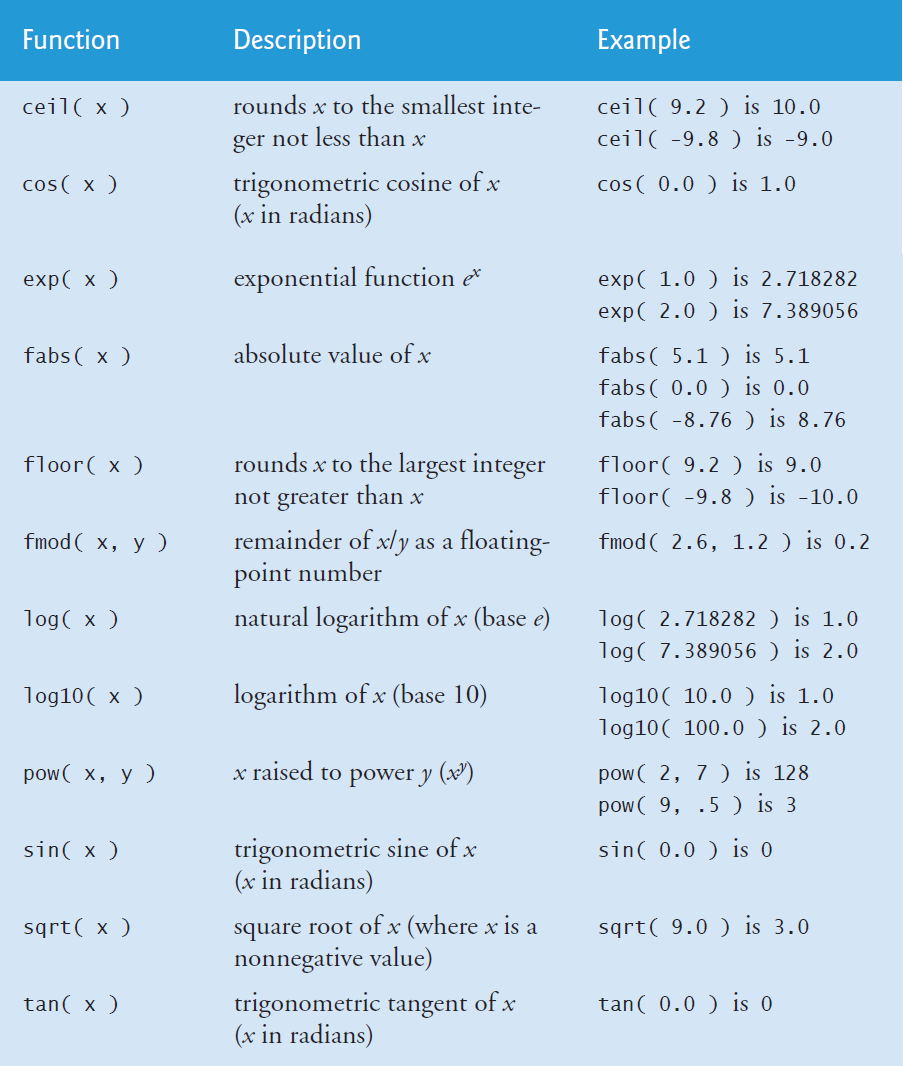 Function Description Example
ceil( x ) rounds x to the smallest inte- ceil( 9.2 ) is 10.0
ger not less than x ceil( -9.8 ) is -9.0
cos( x ) trigonometric cosine of x cos( 0.0 ) is 1.0
(x in radians)
exp( x ) exponential function eˣ exp( 1.0 ) is 2.718282
exp( 2.0 ) is 7.389056
fabs( x ) absolute value of x fabs( 5.1 ) is 5.1
fabs( 0.0 ) is 0.0
fabs( -8.76 ) is 8.76
floor( x ) rounds x to the largest integer floor( 9.2 ) is 9.0
not greater than x floor( -9.8 ) is -10.0
fmod( x, y ) remainder of x/y as a floating- fmod( 2.6, 1.2 ) is 0.2
point number
log( x ) natural logarithm of x (base e) log( 2.718282 ) is 1.0
log( 7.389056 ) is 2.0
log10( x ) logarithm of x (base 10) log10( 10.0 ) is 1.0
log10( 100.0 ) is 2.0
pow( x, y ) x raised to power y (xʸ) pow( 2, 7 ) is 128
pow( 9, .5 ) is 3
sin( x ) trigonometric sine of x sin( 0.0 ) is 0
(x in radians)
sqrt( x ) square root of x (where x is a sqrt( 9.0 ) is 3.0
nonnegative value)
tan( x ) trigonometric tangent of x tan( 0.0 ) is 0
(x in radians)